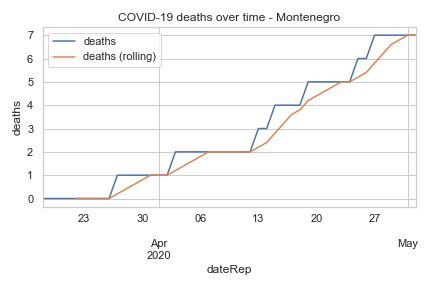 COVID-19 deaths over time - Montenegro
deaths
deaths (rolling)
deaths
7
6
5
4
3
2
1
0
23 30 06 13 20 27
Apr May
2020
dateRep